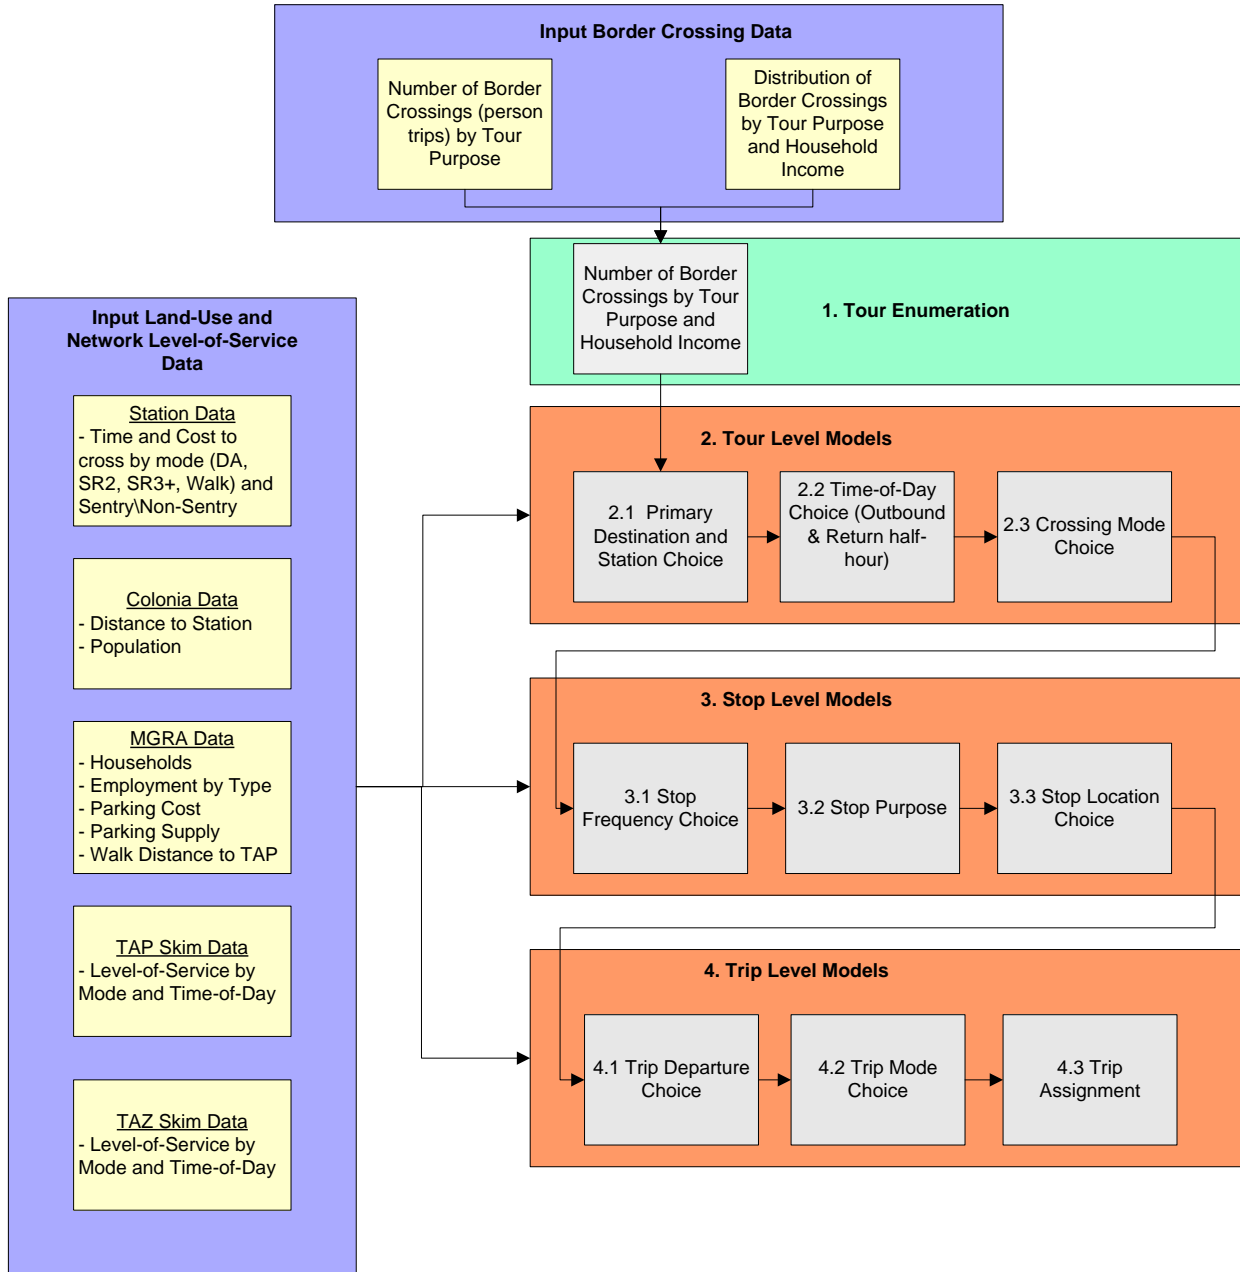 Input Border Crossing Data
Number of Border
Crossings (person
trips) by Tour
Purpose
Distribution of
Border Crossings
by Tour Purpose
and Household
Income
Number of Border
Crossings by Tour
Purpose and
Household Income
1. Tour Enumeration
Input Land-Use and
Network Level-of-Service
Data
Station Data
- Time and Cost to
cross by mode (DA,
SR2, SR3+, Walk) and
Sentry\Non-Sentry
Colonia Data
- Distance to Station
- Population
MGRA Data
- Households
- Employment by Type
- Parking Cost
- Parking Supply
- Walk Distance to TAP
TAP Skim Data
- Level-of-Service by
Mode and Time-of-Day
TAZ Skim Data
- Level-of-Service by
Mode and Time-of-Day
2. Tour Level Models
2.1 Primary
Destination and
Station Choice
2.2 Time-of-Day
Choice (Outbound
& Return half-
hour)
2.3 Crossing Mode
Choice
3. Stop Level Models
3.1 Stop
Frequency Choice
3.2 Stop Purpose
3.3 Stop Location
Choice
4. Trip Level Models
4.1 Trip Departure
Choice
4.2 Trip Mode
Choice
4.3 Trip
Assignment